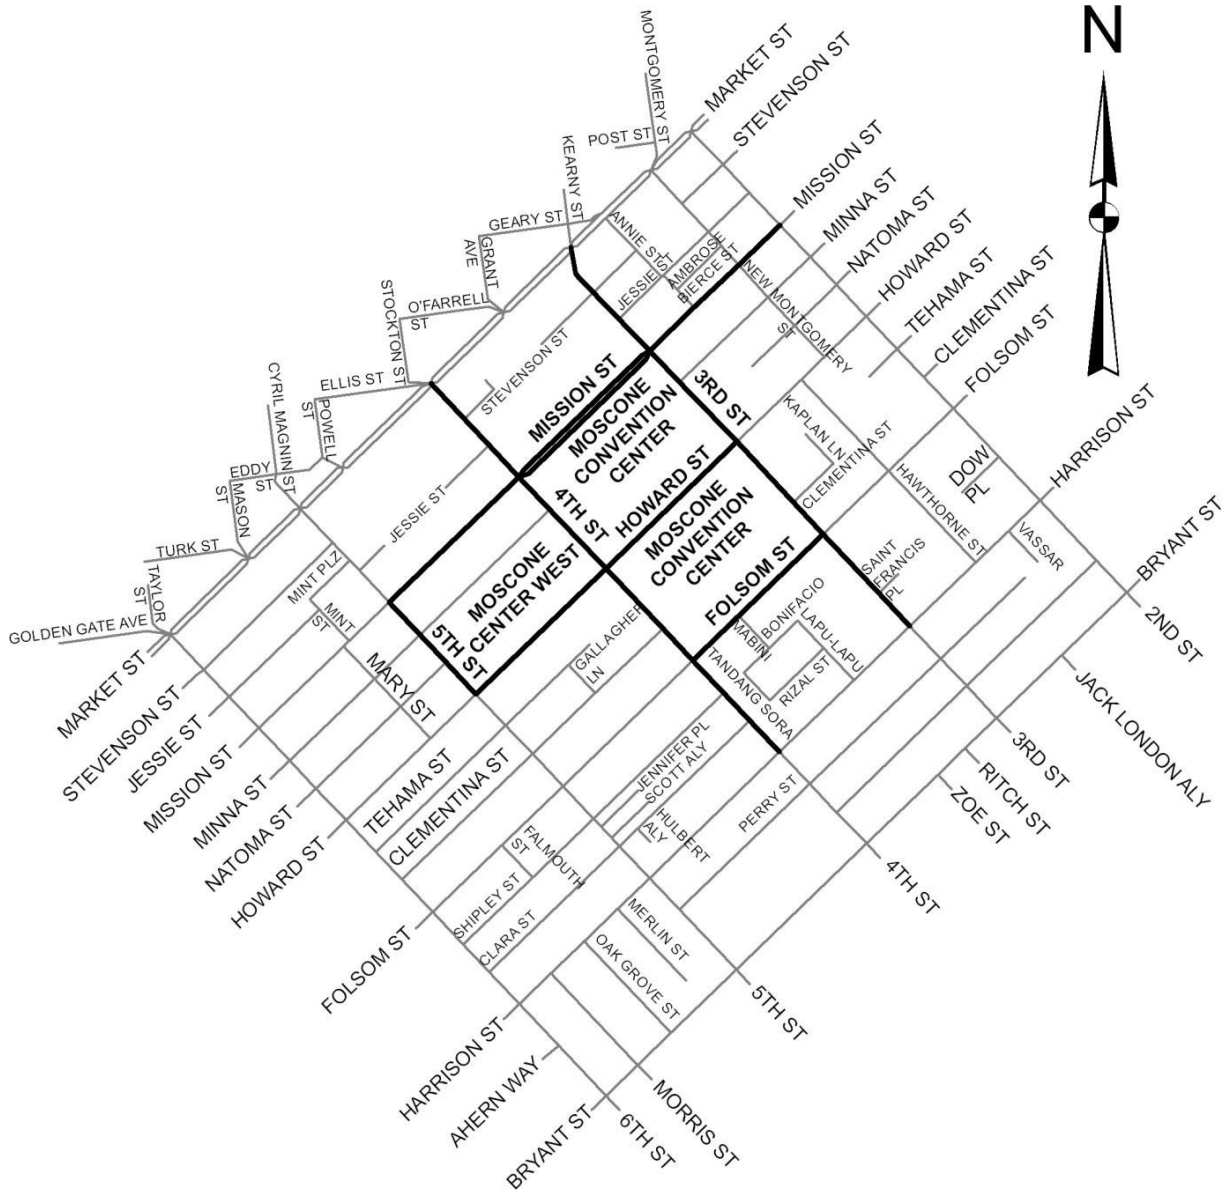 N
MONTGOMERY ST
MARKET ST
STEVENSON ST
POST ST
KEARNY ST
MISSION ST
MINNA ST
NATOMA ST
HOWARD ST
TEHAMA ST
CLEMENTINA ST
FOLSOM ST
HARRISON ST
BRYANT ST
GEARY ST
GRANT
AVE
ANNIE ST
JESSIE ST
AMBROSE
BIERCE ST
NEW MONTGOMERY
ST
STOCKTON ST
O'FARRELL
ST
STEVENSON ST
MISSION ST
MOSCONE
CONVENTION
CENTER
3RD ST
KAPLAN LN
CLEMENTINA ST
HAWTHORNE ST
DOW
PL
VASSAR
CYRIL MAGNIN ST
ELLIS ST
POWELL
ST
EDDY
ST
MASON
ST
JESSIE ST
4TH ST
HOWARD ST
MOSCONE
CONVENTION
CENTER
FOLSOM ST
SAINT
FRANCIS
PL
TURK ST
TAYLOR
ST
GOLDEN GATE AVE
MINT PLZ
MINT
ST
MOSCONE
CENTER WEST
5TH ST
GALLAGHER
LN
MABINI
BONIFACIO
LAPU-LAPU
RIZAL ST
TANDANG SORA
2ND ST
JACK LONDON ALY
MARY ST
MARKET ST
STEVENSON ST
JESSIE ST
MISSION ST
MINNA ST
NATOMA ST
HOWARD ST
TEHAMA ST
CLEMENTINA ST
JENNIFER PL
SCOTT ALY
HULBERT
ALY
PERRY ST
3RD ST
RITCH ST
ZOE ST
FALMOUTH
ST
SHIPLEY ST
CLARA ST
4TH ST
FOLSOM ST
MERLIN ST
OAK GROVE ST
5TH ST
HARRISON ST
AHERN WAY
BRYANT ST
6TH ST
MORRIS ST